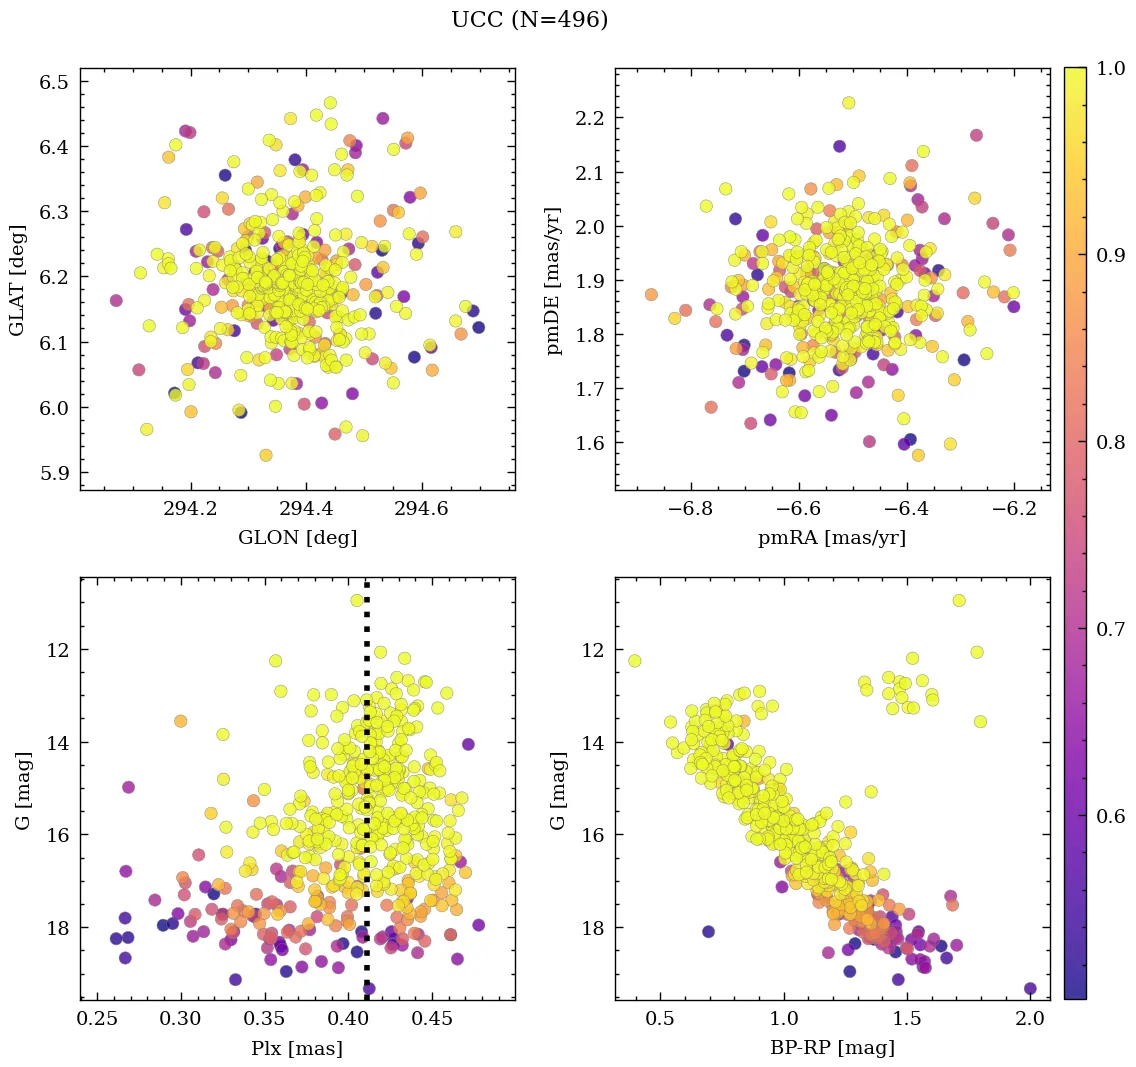 UCC (N=496)
6.5
6.4
6.3
6.2
6.1
6.0
5.9
GLAT [deg]
294.2 294.4 294.6
GLON [deg]
2.2
2.1
2.0
1.9
1.8
1.7
1.6
pmDE [mas/yr]
−6.8 −6.6 −6.4 −6.2
pmRA [mas/yr]
1.0
0.9
0.8
0.7
0.6
12
14
16
18
G [mag]
0.25 0.30 0.35 0.40 0.45
Plx [mas]
12
14
16
18
G [mag]
0.5 1.0 1.5 2.0
BP-RP [mag]